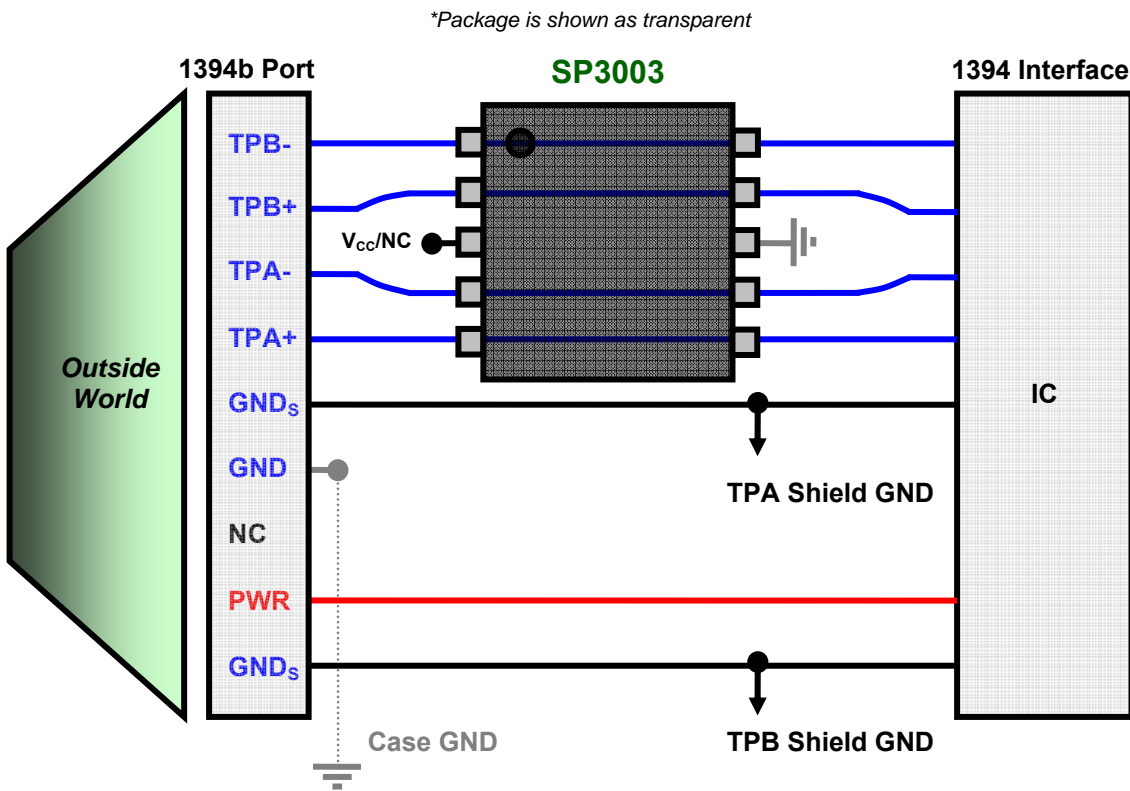 *Package is shown as transparent
1394b Port
SP3003
1394 Interface
TPB-
TPB+
VCC/NC
TPA-
TPA+
Outside
World
GNDS
IC
GND
TPA Shield GND
NC
PWR
GNDS
Case GND
TPB Shield GND